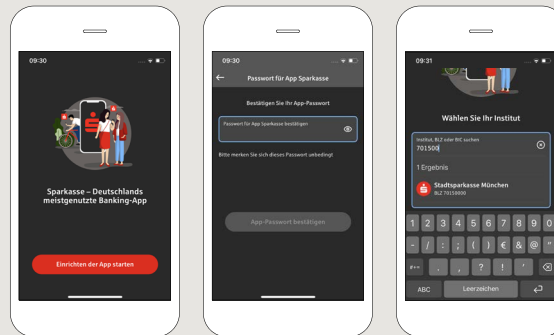 09:30
Sparkasse – Deutschlands
meistgenutzte Banking-App
Einrichten der App starten
09:30
Passwort für App Sparkasse
Bestätigen Sie Ihr App-Passwort
Passwort für App Sparkasse bestätigen
Bitte merken Sie sich dieses Passwort unbedingt
App-Passwort bestätigen
09:31
Wählen Sie Ihr Institut
Institut, BLZ oder BIC suchen
701500
1 Ergebnis
Stadtsparkasse München
BLZ 70150000
1 2 3 4 5 6 7 8 9 0
- / : ; ( ) € & @ "
#+= . , ? ! '
ABC Leerzeichen